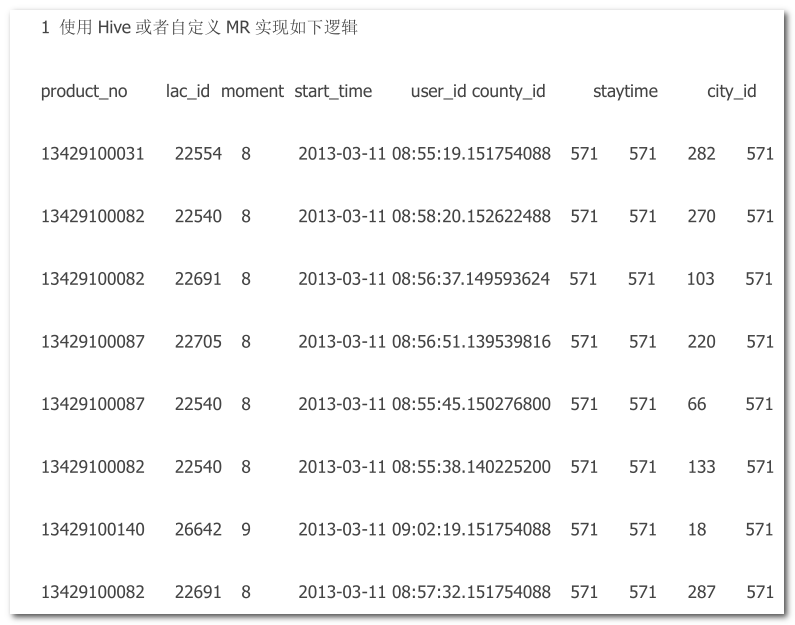 1 使用 Hive 或者自定义 MR 实现如下逻辑
product_no lac_id moment start_time user_id county_id staytime city_id
13429100031 22554 8 2013-03-11 08:55:19.151754088 571 571 282 571
13429100082 22540 8 2013-03-11 08:58:20.152622488 571 571 270 571
13429100082 22691 8 2013-03-11 08:56:37.149593624 571 571 103 571
13429100087 22705 8 2013-03-11 08:56:51.139539816 571 571 220 571
13429100087 22540 8 2013-03-11 08:55:45.150276800 571 571 66 571
13429100082 22540 8 2013-03-11 08:55:38.140225200 571 571 133 571
13429100140 26642 9 2013-03-11 09:02:19.151754088 571 571 18 571
13429100082 22691 8 2013-03-11 08:57:32.151754088 571 571 287 571